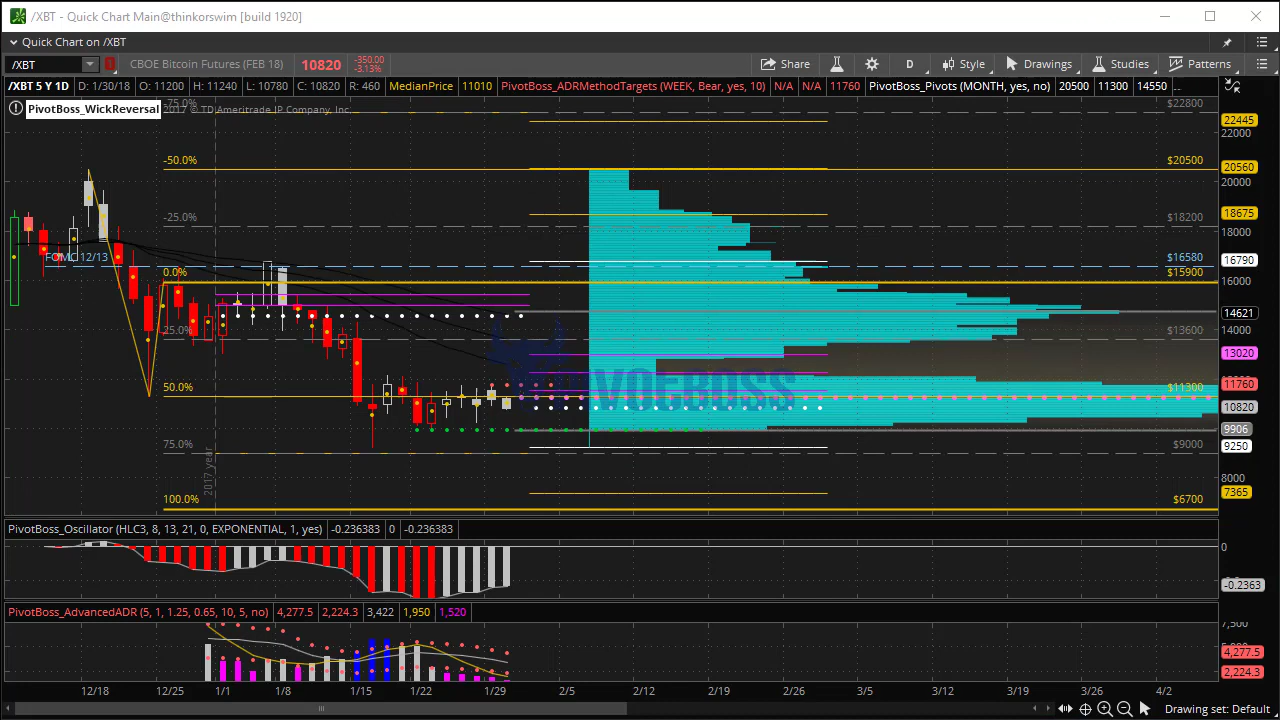 /XBT - Quick Chart Main@thinkorswim [build 1920]
Quick Chart on /XBT
/XBT CBOE Bitcoin Futures (FEB 18) 10820 -350.00 -3.13% Share D Style Drawings Studies Patterns
/XBT 5 Y 1D D: 1/30/18 O: 11200 H: 11240 L: 10780 C: 10820 R: 460 MedianPrice 11010 PivotBoss_ADRMethodTargets (WEEK, Bear, yes, 10) N/A N/A 11760 PivotBoss_Pivots (MONTH, yes, no) 20500 11300 14550 ...
PivotBoss_WickReversal
-75.0% 2017 © TD Ameritrade IP Company, Inc.
$22800
22445
22000
-50.0% $20500 20560
20000
-25.0% $18200 18675
18000
FOMC 12/13 $16580 16790
0.0% $15900
16000
14621
25.0% $13600 14000
13020
11760
50.0% PIVOTBOSS $11300
10820
9906
75.0% $9000 9250
2017 year
8000
100.0% $6700 7365
PivotBoss_Oscillator (HLC3, 8, 13, 21, 0, EXPONENTIAL, 1, yes) -0.236383 0 -0.236383
0
-0.2363
PivotBoss_AdvancedADR (5, 1, 1.25, 0.65, 10, 5, no) 4,277.5 2,224.3 3,422 1,950 1,520
7,500
4,277.5
2,224.3
12/18 12/25 1/1 1/8 1/15 1/22 1/29 2/5 2/12 2/19 2/26 3/5 3/12 3/19 3/26 4/2
Drawing set: Default